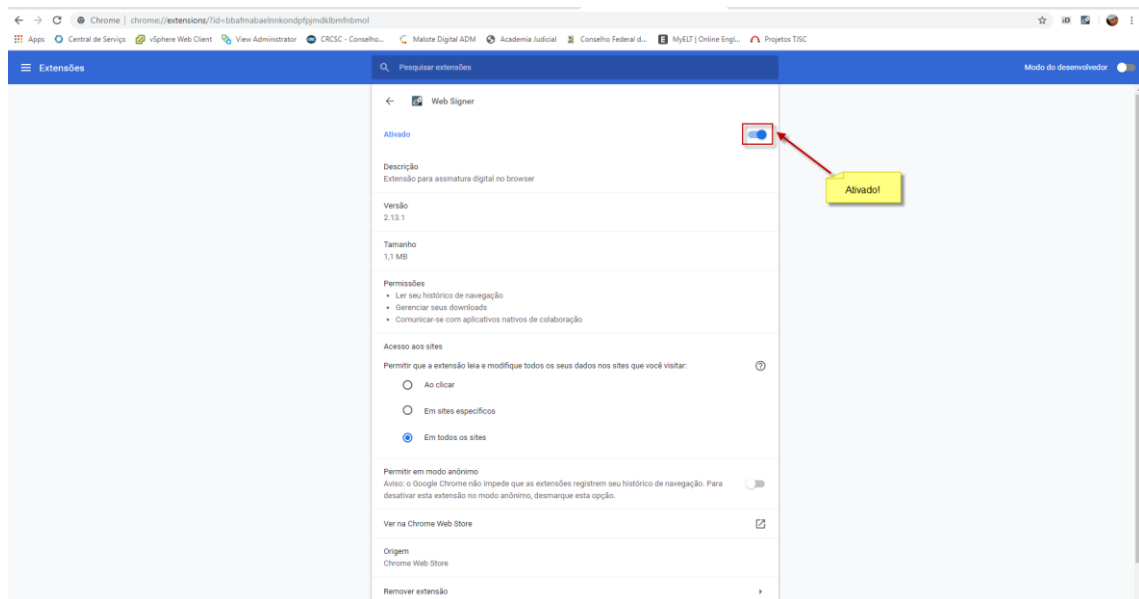 Chrome | chrome://extensions/?id=bbafmabaelnnkondpfpjmdklbmfnbmol
iD
Apps Central de Serviço vSphere Web Client View Administrator CRCSC - Conselho... Malote Digital ADM Academia Judicial Conselho Federal d... E MyELT | Online Engl... Projetos TJSC
Extensões
Pesquisar extensões
Modo do desenvolvedor
Web Signer
Ativado
Ativado!
Descrição
Extensão para assinatura digital no browser
Versão
2.13.1
Tamanho
1,1 MB
Permissões
• Ler seu histórico de navegação
• Gerenciar seus downloads
• Comunicar-se com aplicativos nativos de colaboração
Acesso aos sites
Permitir que a extensão leia e modifique todos os seus dados nos sites que você visitar:
Ao clicar
Em sites específicos
Em todos os sites
Permitir em modo anônimo
Aviso: o Google Chrome não impede que as extensões registrem seu histórico de navegação. Para
desativar esta extensão no modo anônimo, desmarque esta opção.
Ver na Chrome Web Store
Origem
Chrome Web Store
Remover extensão